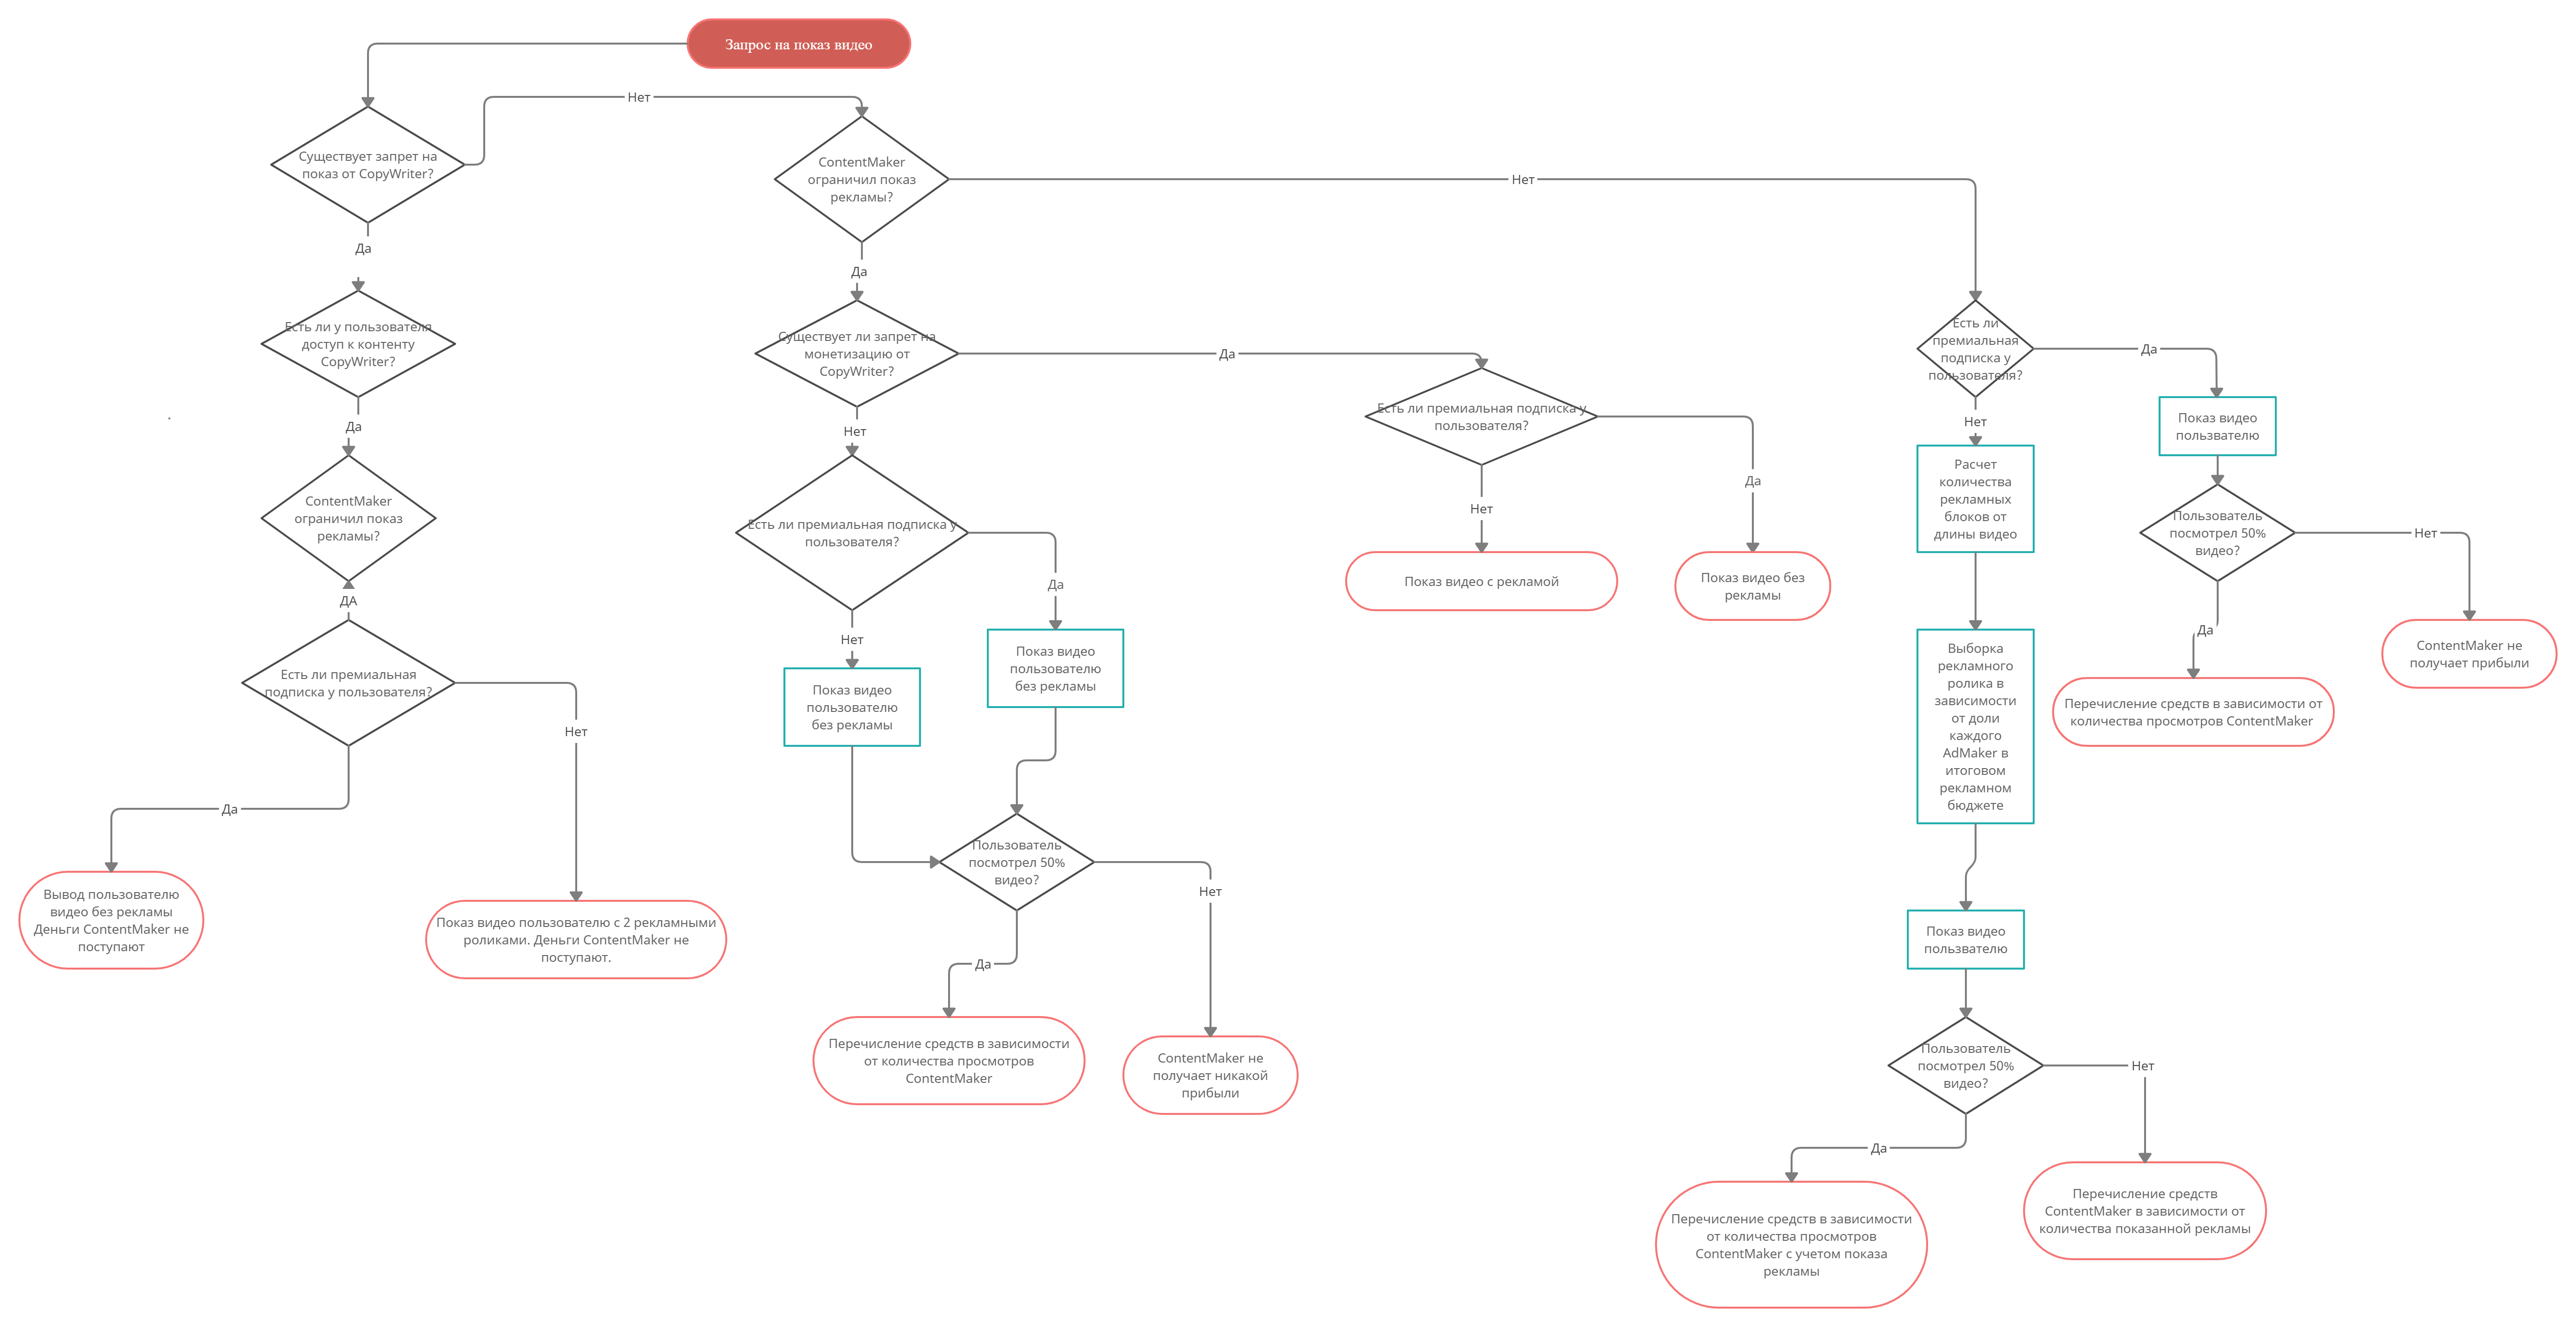 Запрос на показ видео
Нет
Существует запрет на
показ от CopyWriter?
ContentMaker
ограничил показ
рекламы?
Нет
Да
Да
Есть ли у пользователя
доступ к контенту
CopyWriter?
Существует ли запрет на
монетизацию от
CopyWriter?
Да
Есть ли
премиальная
подписка у
пользователя?
Да
Да
Нет
Есть ли премиальная подписка у
пользователя?
Нет
Показ видео
пользвателю
ContentMaker
ограничил показ
рекламы?
Есть ли премиальная подписка у
пользователя?
Нет
Да
Расчет
количества
рекламных
блоков от
длины видео
Пользователь
посмотрел 50%
видео?
Нет
ДА
Да
Показ видео с рекламой
Показ видео без
рекламы
Есть ли премиальная
подписка у пользователя?
Нет
Нет
Показ видео
пользователю
без рекламы
Показ видео
пользователю
без рекламы
Выборка
рекламного
ролика в
зависимости
от доли
каждого
AdMaker в
итоговом
рекламном
бюджете
Да
ContentMaker не
получает прибыли
Перечисление средств в зависимости от
количества просмотров ContentMaker
Да
Вывод пользователю
видео без рекламы
Деньги ContentMaker не
поступают
Показ видео пользователю с 2 рекламными
роликами. Деньги ContentMaker не
поступают.
Пользователь
посмотрел 50%
видео?
Нет
Да
Показ видео
пользвателю
Перечисление средств в зависимости
от количества просмотров
ContentMaker
ContentMaker не
получает никакой
прибыли
Пользователь
посмотрел 50%
видео?
Нет
Да
Перечисление средств в зависимости
от количества просмотров
ContentMaker с учетом показа
рекламы
Перечисление средств
ContentMaker в зависимости от
количества показанной рекламы